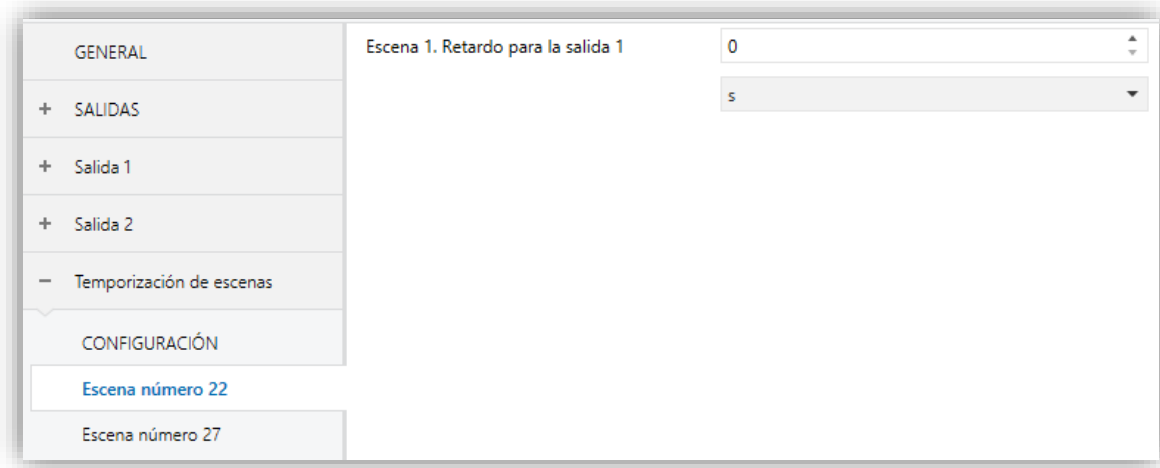 GENERAL
+ SALIDAS
+ Salida 1
+ Salida 2
− Temporización de escenas
CONFIGURACIÓN
Escena número 22
Escena número 27
Escena 1. Retardo para la salida 1
0
s